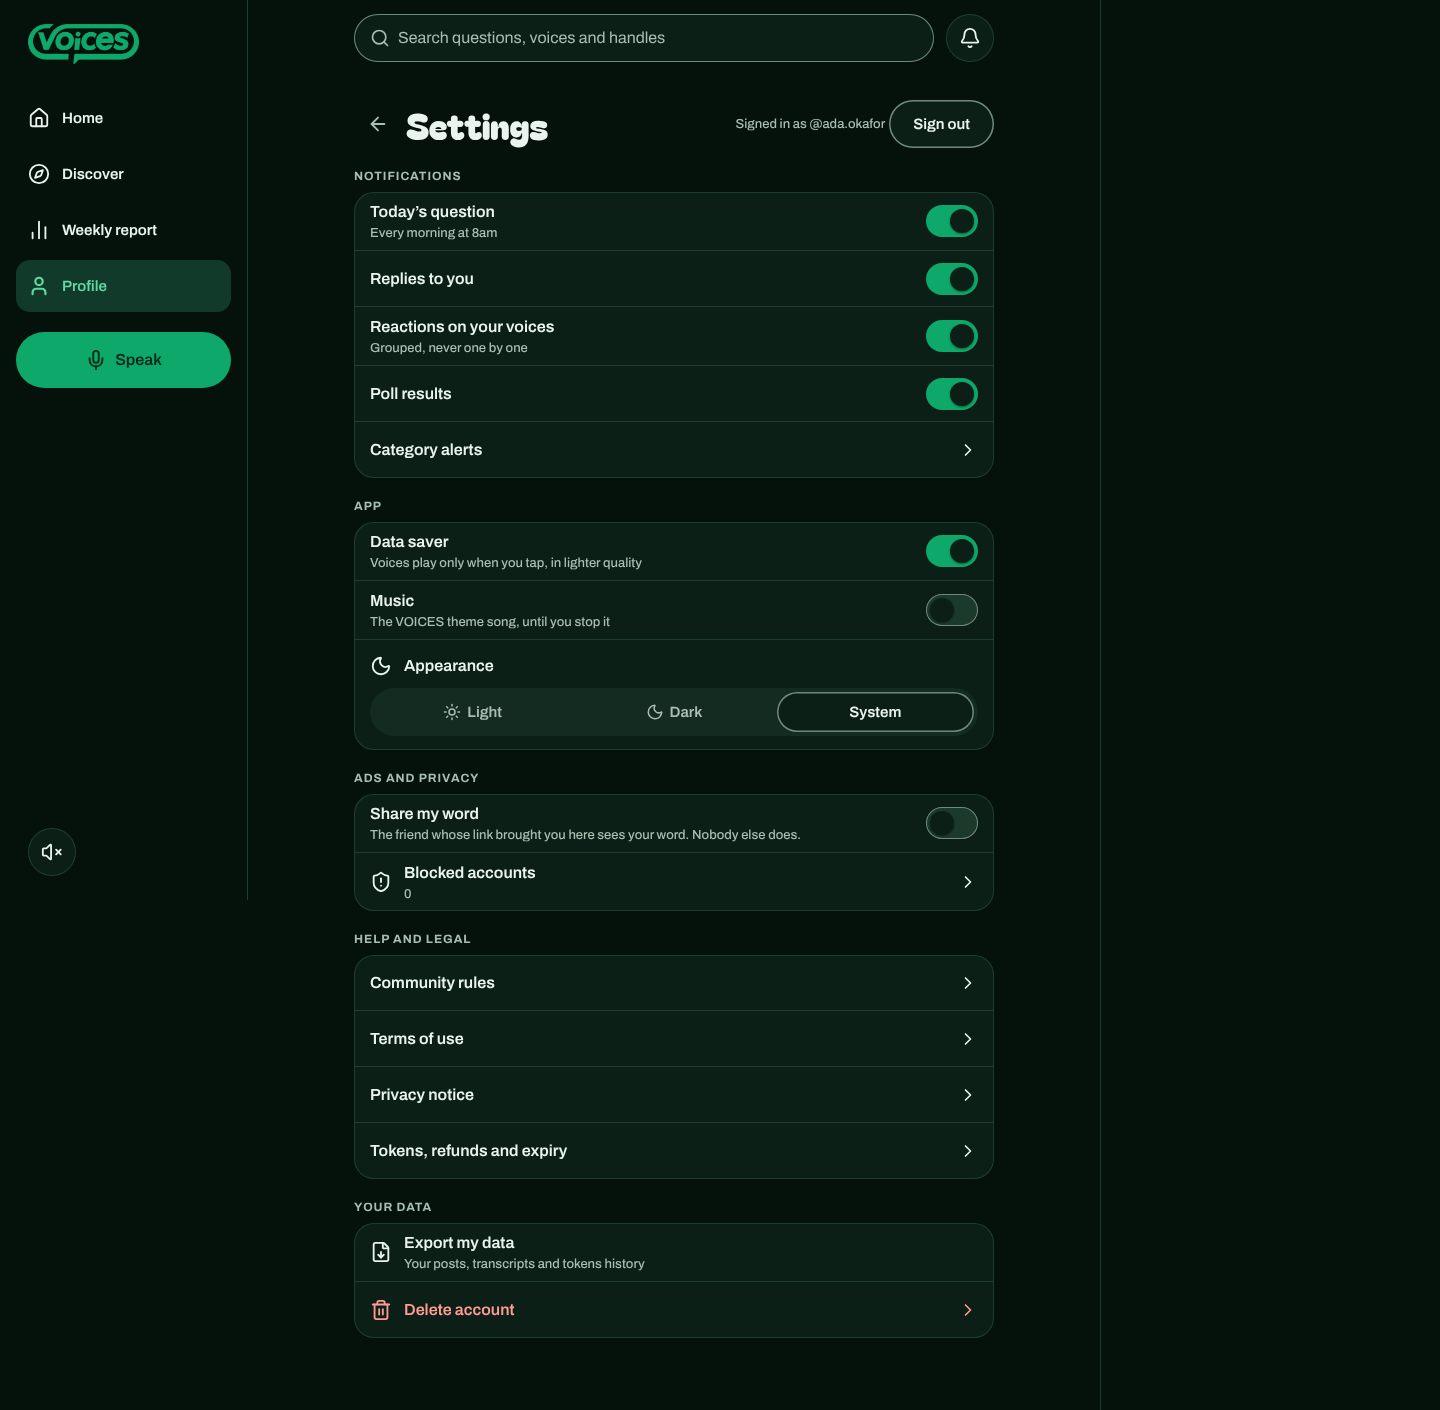 Voices
Search questions, voices and handles
Home
Discover
Weekly report
Profile
Speak
Settings
Signed in as @ada.okafor
Sign out
NOTIFICATIONS
Today’s question
Every morning at 8am
Replies to you
Reactions on your voices
Grouped, never one by one
Poll results
Category alerts
APP
Data saver
Voices play only when you tap, in lighter quality
Music
The VOICES theme song, until you stop it
Appearance
Light
Dark
System
ADS AND PRIVACY
Share my word
The friend whose link brought you here sees your word. Nobody else does.
Blocked accounts
0
HELP AND LEGAL
Community rules
Terms of use
Privacy notice
Tokens, refunds and expiry
YOUR DATA
Export my data
Your posts, transcripts and tokens history
Delete account